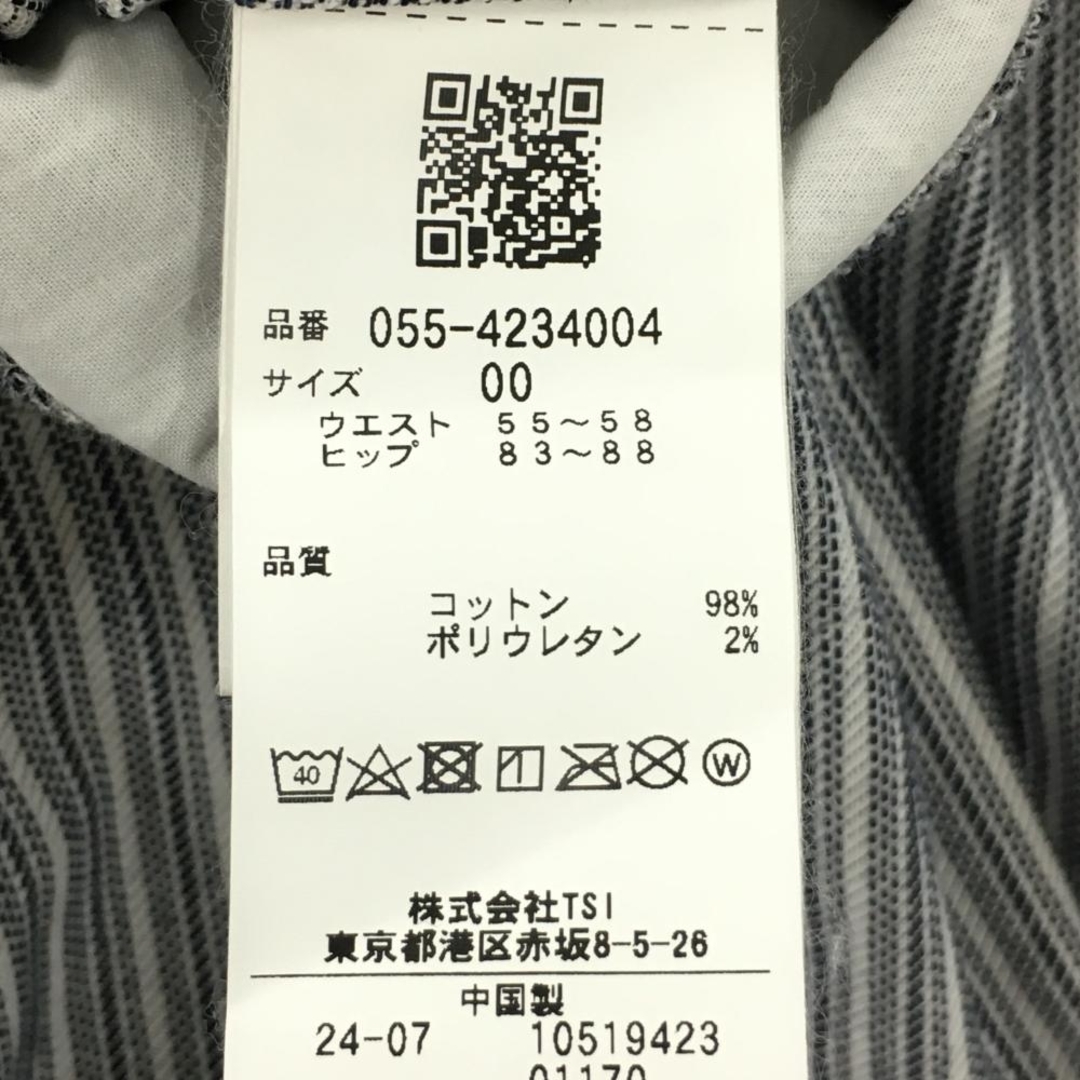 品番 055-4234004
サイズ 00
ウエスト 55～58
ヒップ 83～88
品質
コットン 98%
ポリウレタン 2%
40
W
株式会社TSI
東京都港区赤坂8-5-26
中国製
24-07 10519423
01170